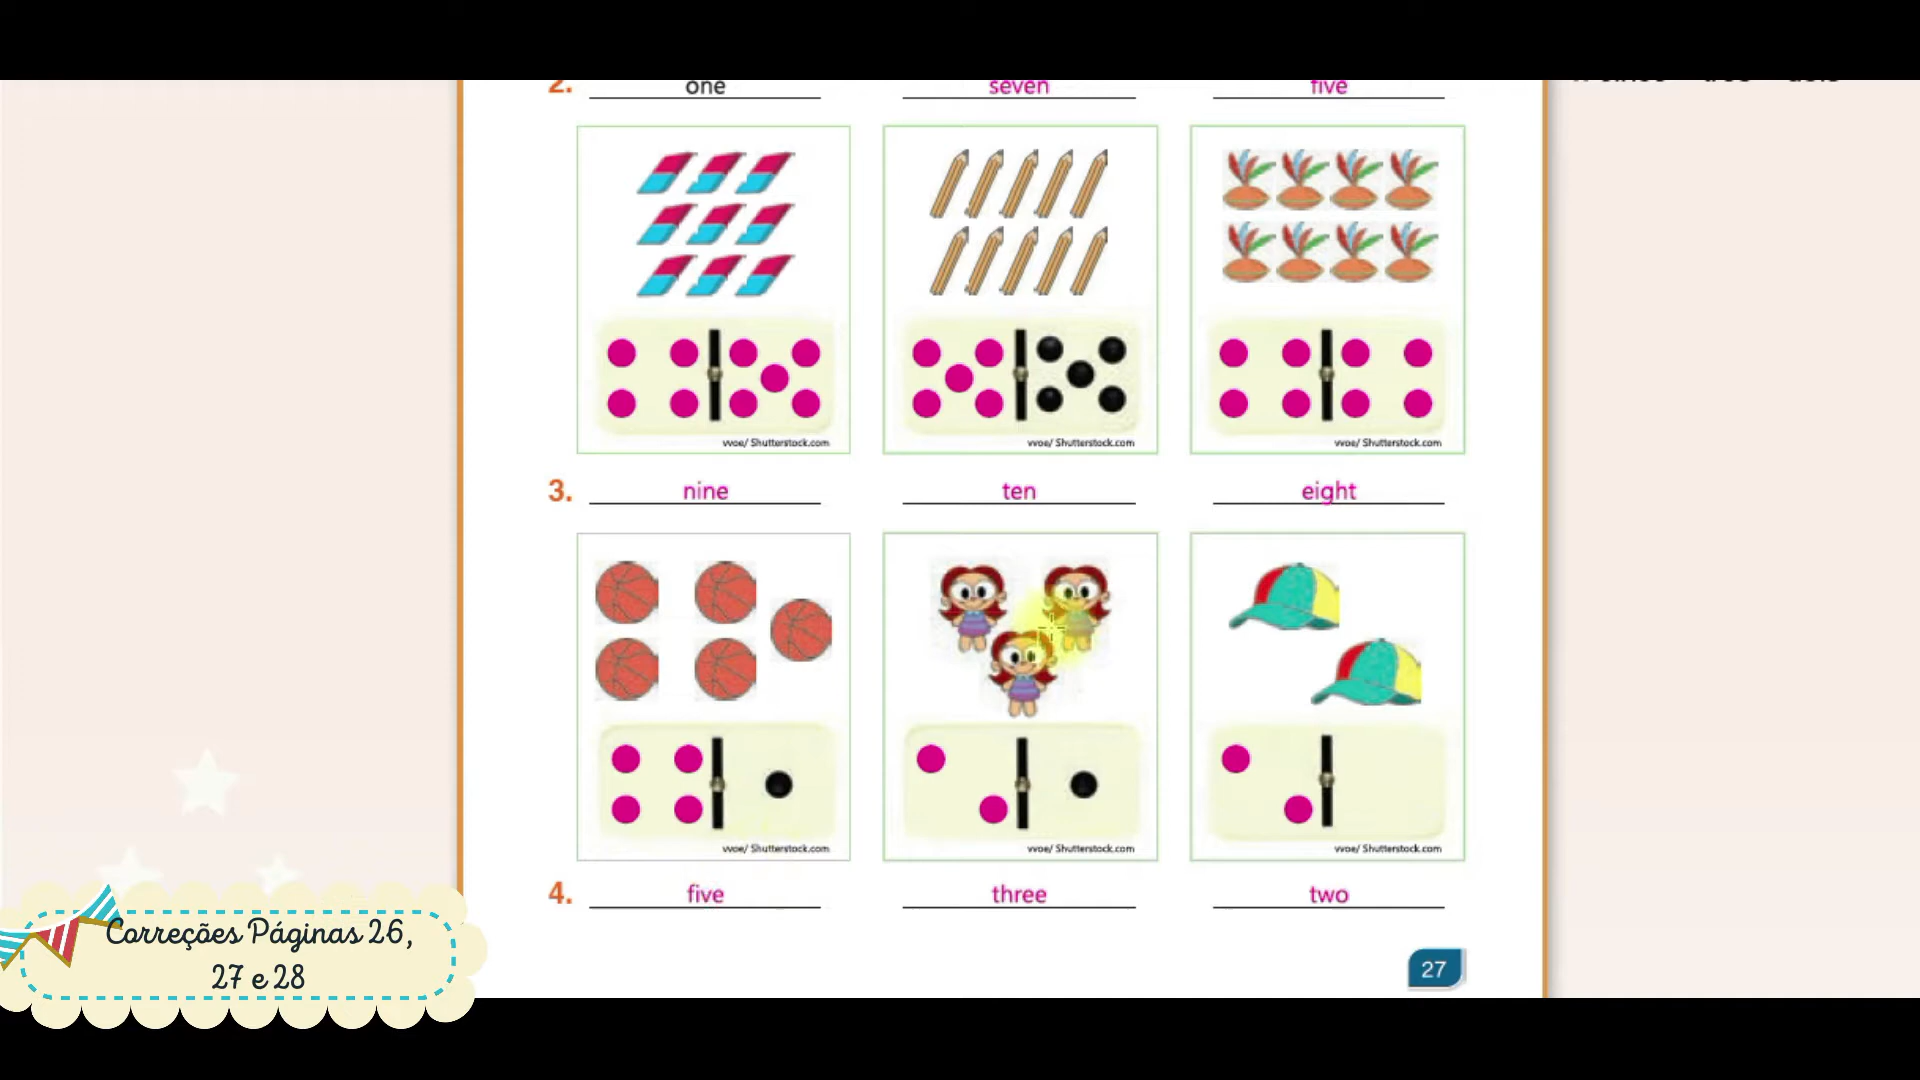 2. one seven five
vvoe/ Shutterstock.com vvoe/ Shutterstock.com vvoe/ Shutterstock.com
3. nine ten eight
vvoe/ Shutterstock.com vvoe/ Shutterstock.com vvoe/ Shutterstock.com
4. five three two
27
Correções Páginas 26,
27 e 28